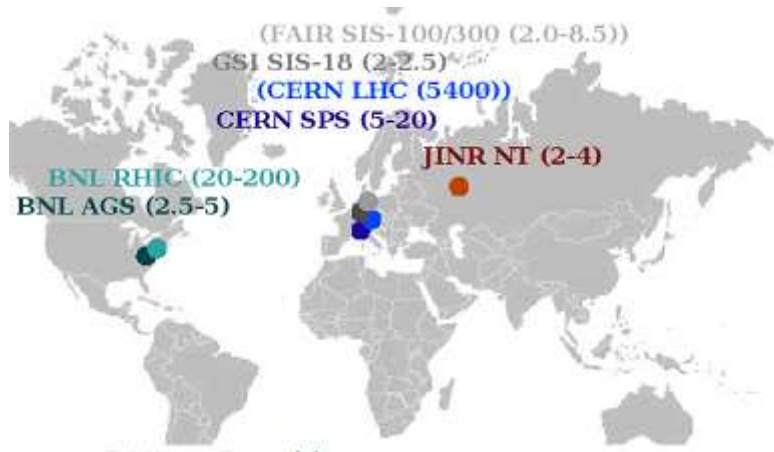 (FAIR SIS-100/300 (2.0-8.5))
GSI SIS-18 (2-2.5)
(CERN LHC (5400))
CERN SPS (5-20)
JINR NT (2-4)
BNL RHIC (20-200)
BNL AGS (2.5-5)